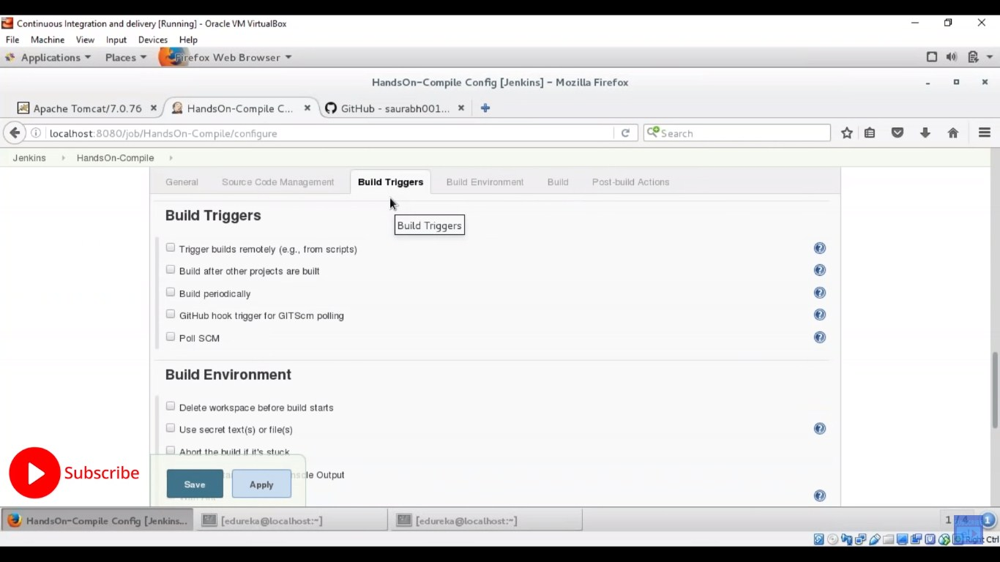 Continuous Integration and delivery [Running] - Oracle VM VirtualBox
File Machine View Input Devices Help
Applications Places Firefox Web Browser
HandsOn-Compile Config [Jenkins] - Mozilla Firefox
Apache Tomcat/7.0.76 HandsOn-Compile C... GitHub - saurabh001...
localhost:8080/job/HandsOn-Compile/configure Search
Jenkins HandsOn-Compile
General Source Code Management Build Triggers Build Environment Build Post-build Actions
Build Triggers
Build Triggers
Trigger builds remotely (e.g., from scripts)
Build after other projects are built
Build periodically
GitHub hook trigger for GITScm polling
Poll SCM
Build Environment
Delete workspace before build starts
Use secret text(s) or file(s)
Abort the build if it's stuck
Subscribe
Output
Save Apply
HandsOn-Compile Config [Jenkins... [edureka@localhost:~] [edureka@localhost:~] 1 / 4 1
Right Ctrl